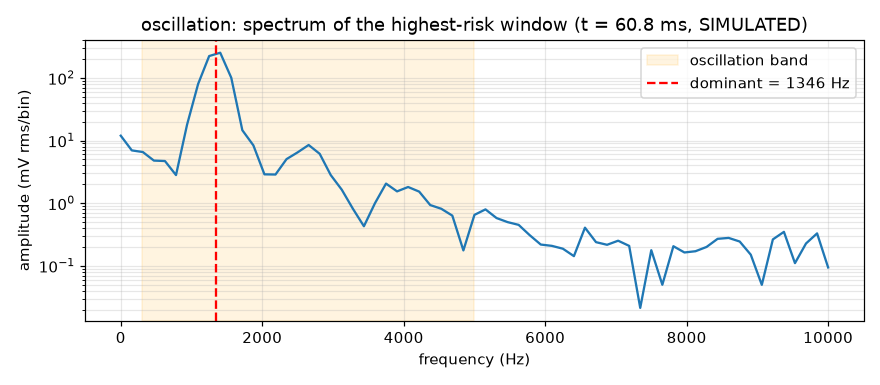 oscillation: spectrum of the highest-risk window (t = 60.8 ms, SIMULATED)
oscillation band
dominant = 1346 Hz
amplitude (mV rms/bin)
10²
10¹
10⁰
10⁻¹
0 2000 4000 6000 8000 10000
frequency (Hz)